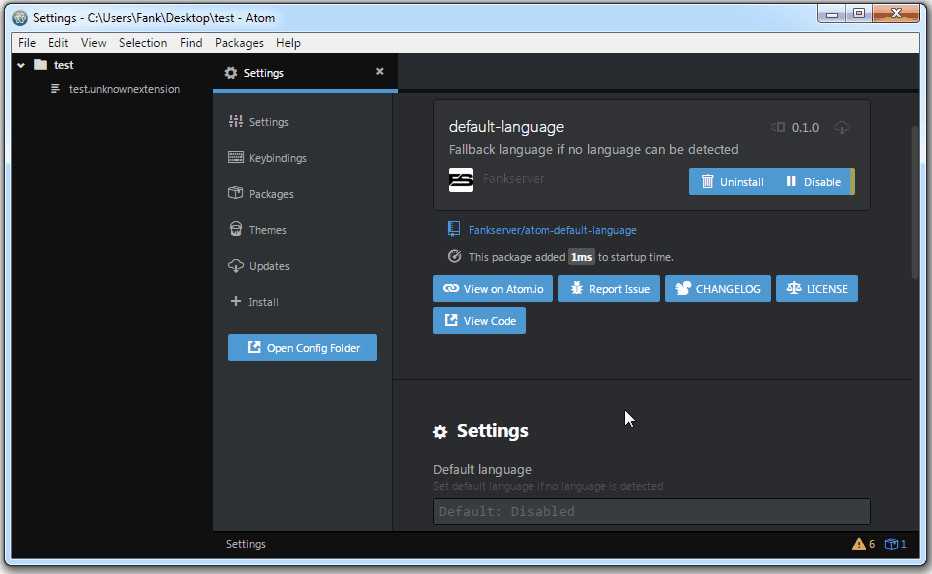 Settings - C:\Users\Fank\Desktop\test - Atom
File Edit View Selection Find Packages Help
test
test.unknownextension
Settings
Settings
Keybindings
Packages
Themes
Updates
Install
Open Config Folder
default-language
0.1.0
Fallback language if no language can be detected
FS
Fankserver
Uninstall
Disable
Fankserver/atom-default-language
This package added 1ms to startup time.
View on Atom.io
Report Issue
CHANGELOG
LICENSE
View Code
Settings
Default language
Set default language if no language is detected
Default: Disabled
Settings
6
1